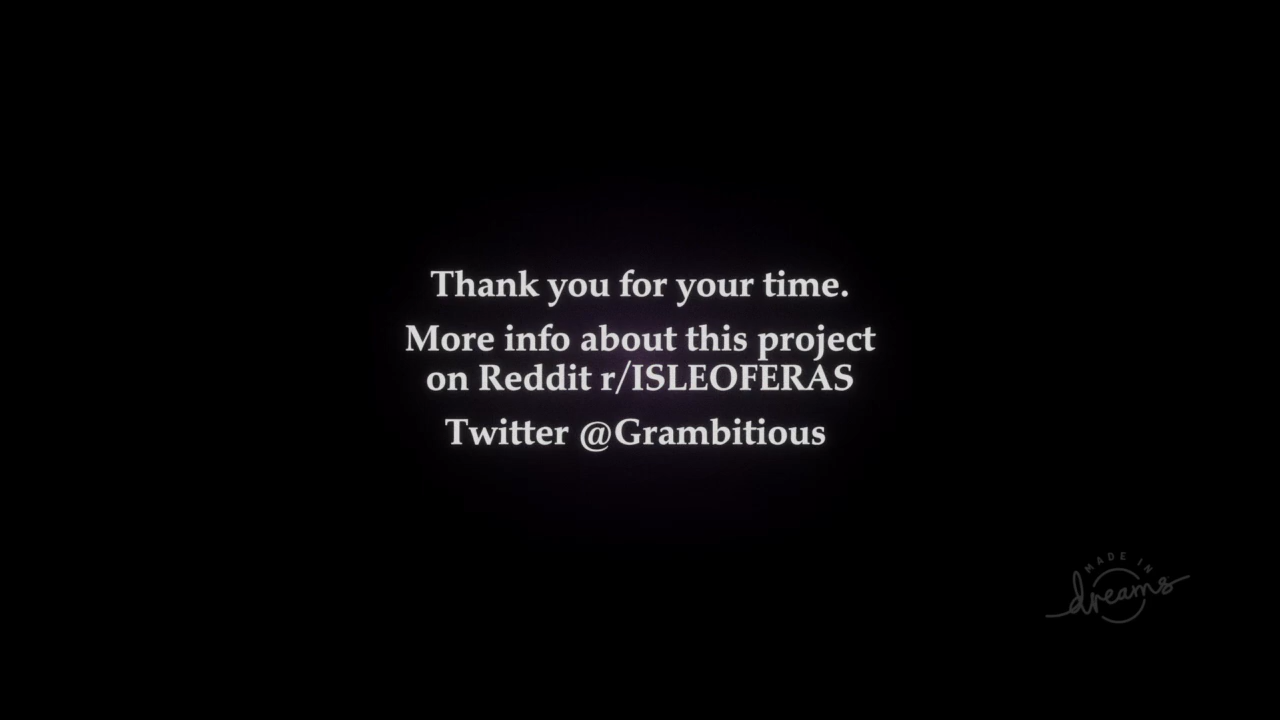 Thank you for your time.
More info about this project
on Reddit r/ISLEOFERAS
Twitter @Grambitious
MADE IN
dreams